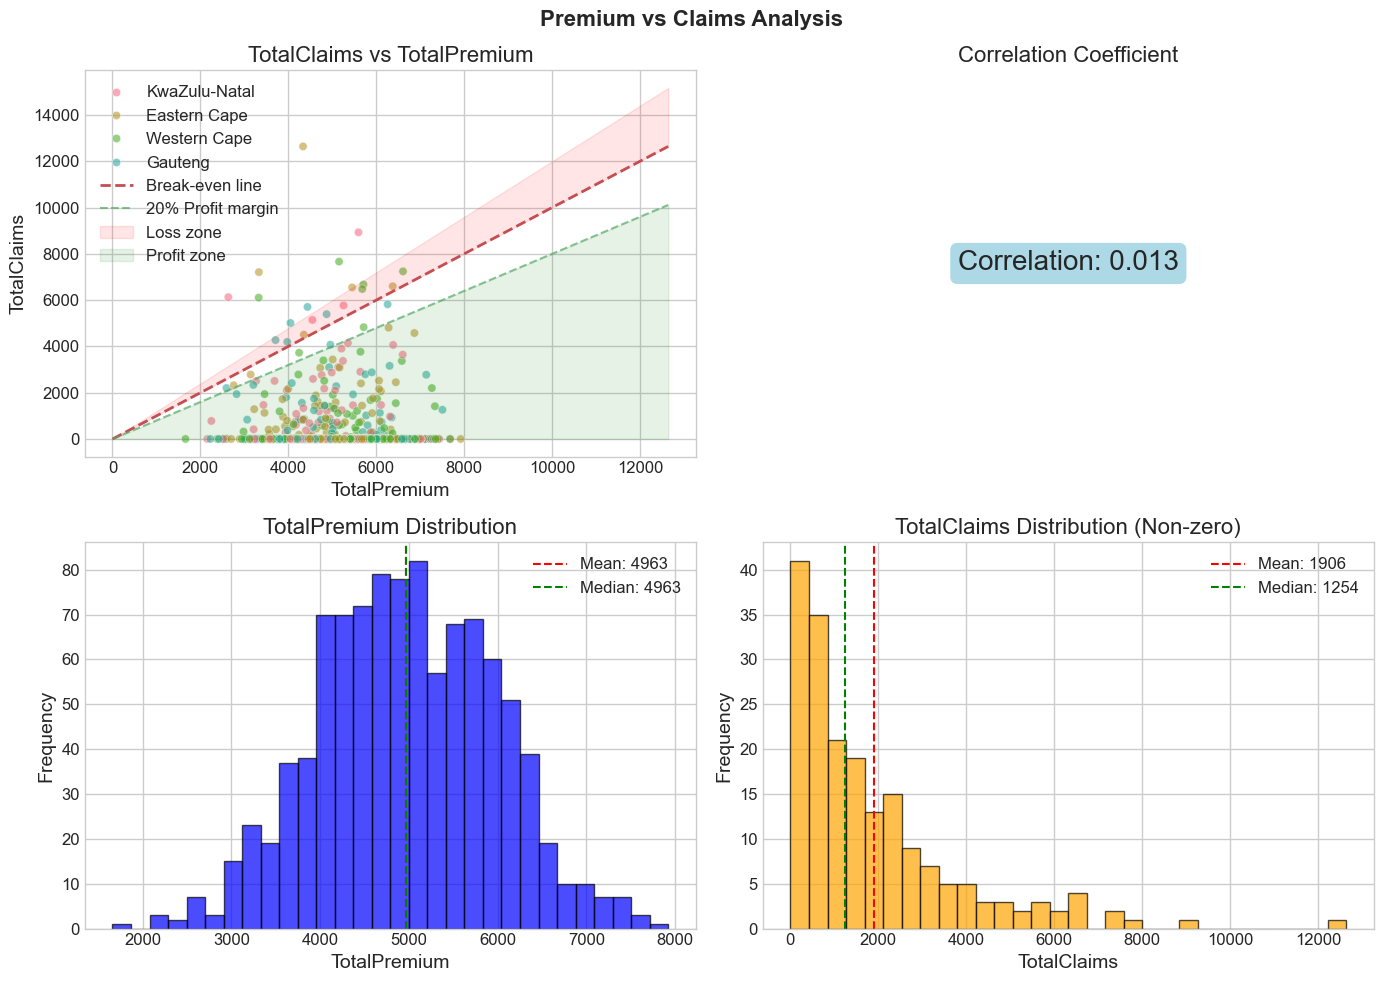 Premium vs Claims Analysis
TotalClaims vs TotalPremium
KwaZulu-Natal
Eastern Cape
Western Cape
Gauteng
Break-even line
20% Profit margin
Loss zone
Profit zone
14000
12000
10000
8000
6000
4000
2000
0
TotalClaims
0 2000 4000 6000 8000 10000 12000
TotalPremium
Correlation Coefficient
Correlation: 0.013
TotalPremium Distribution
Mean: 4963
Median: 4963
80
70
60
50
40
30
20
10
0
Frequency
2000 3000 4000 5000 6000 7000 8000
TotalPremium
TotalClaims Distribution (Non-zero)
Mean: 1906
Median: 1254
40
35
30
25
20
15
10
5
0
Frequency
0 2000 4000 6000 8000 10000 12000
TotalClaims